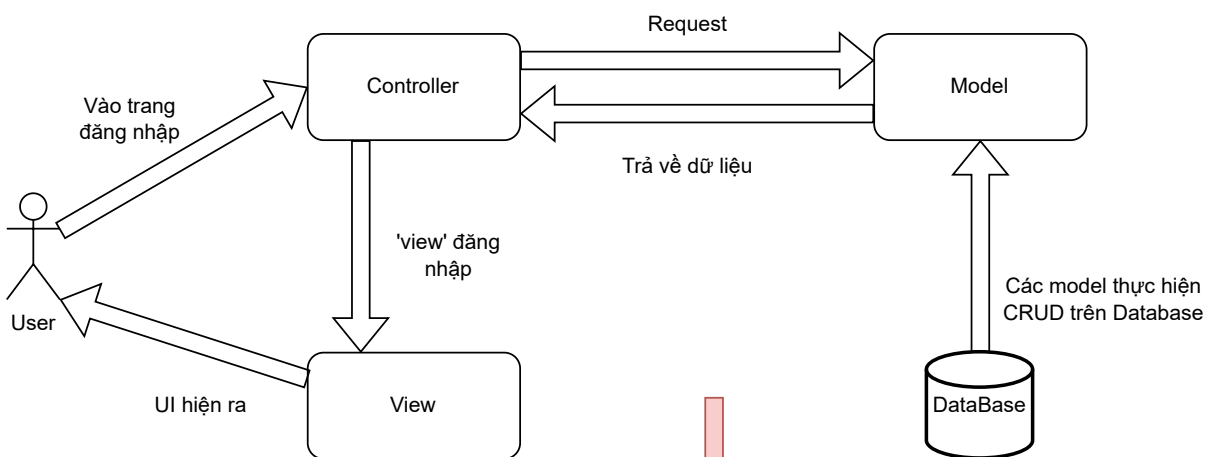 Request
Controller
Model
Vào trang
đăng nhập
Trả về dữ liệu
'view' đăng
nhập
Các model thực hiện
CRUD trên Database
User
UI hiện ra
View
DataBase